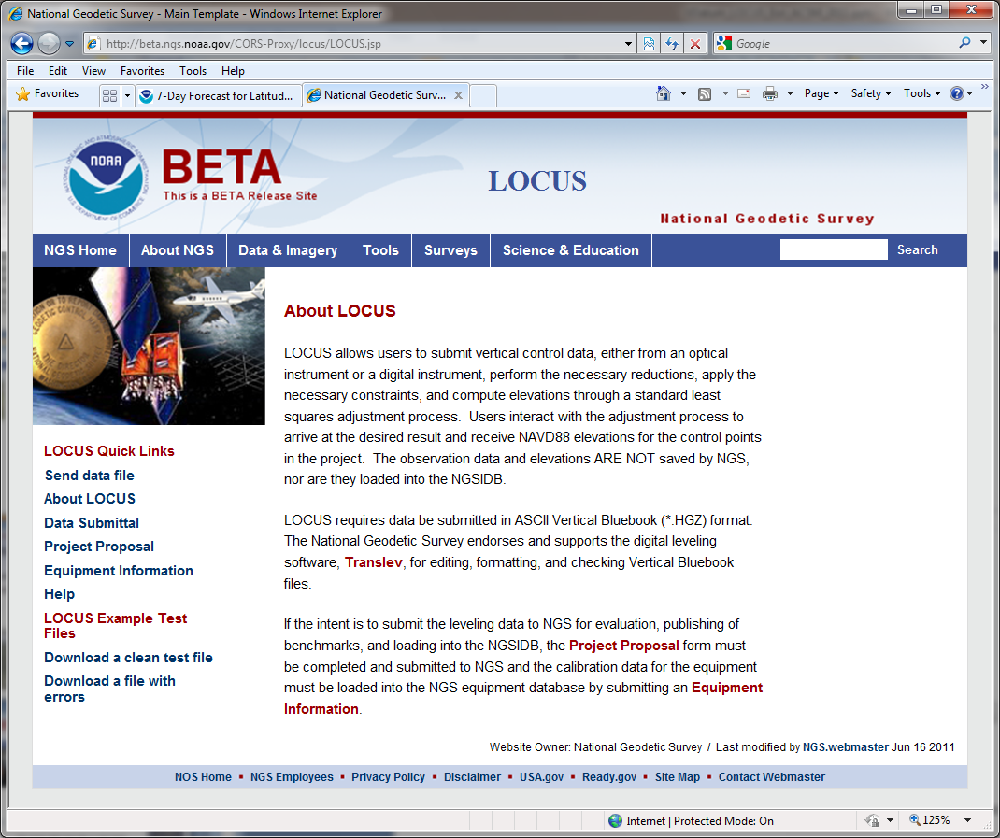 National Geodetic Survey - Main Template - Windows Internet Explorer
http://beta.ngs.noaa.gov/CORS-Proxy/locus/LOCUS.jsp
Google
File Edit View Favorites Tools Help
Favorites
7-Day Forecast for Latitud...
National Geodetic Surv...
Page Safety Tools
NOAA
BETA
This is a BETA Release Site
LOCUS
National Geodetic Survey
NGS Home About NGS Data & Imagery Tools Surveys Science & Education Search
About LOCUS
LOCUS allows users to submit vertical control data, either from an optical
instrument or a digital instrument, perform the necessary reductions, apply the
necessary constraints, and compute elevations through a standard least
squares adjustment process.  Users interact with the adjustment process to
arrive at the desired result and receive NAVD88 elevations for the control points
in the project.  The observation data and elevations ARE NOT saved by NGS,
nor are they loaded into the NGSIDB.
LOCUS requires data be submitted in ASCII Vertical Bluebook (*.HGZ) format.
The National Geodetic Survey endorses and supports the digital leveling
software, Translev, for editing, formatting, and checking Vertical Bluebook
files.
If the intent is to submit the leveling data to NGS for evaluation, publishing of
benchmarks, and loading into the NGSIDB, the Project Proposal form must
be completed and submitted to NGS and the calibration data for the equipment
must be loaded into the NGS equipment database by submitting an Equipment
Information.
LOCUS Quick Links
Send data file
About LOCUS
Data Submittal
Project Proposal
Equipment Information
Help
LOCUS Example Test
Files
Download a clean test file
Download a file with
errors
Website Owner: National Geodetic Survey / Last modified by NGS.webmaster Jun 16 2011
NOS Home ▪ NGS Employees ▪ Privacy Policy ▪ Disclaimer ▪ USA.gov ▪ Ready.gov ▪ Site Map ▪ Contact Webmaster
Internet | Protected Mode: On
125%